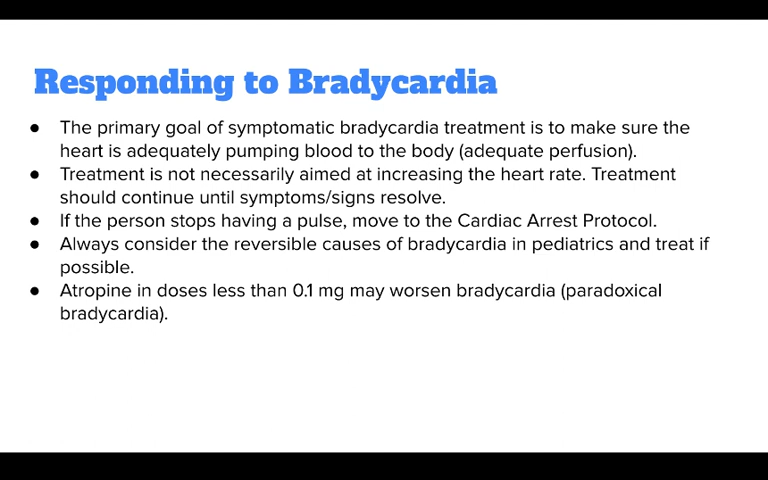 Responding to Bradycardia
● The primary goal of symptomatic bradycardia treatment is to make sure the
heart is adequately pumping blood to the body (adequate perfusion).
● Treatment is not necessarily aimed at increasing the heart rate. Treatment
should continue until symptoms/signs resolve.
● If the person stops having a pulse, move to the Cardiac Arrest Protocol.
● Always consider the reversible causes of bradycardia in pediatrics and treat if
possible.
● Atropine in doses less than 0.1 mg may worsen bradycardia (paradoxical
bradycardia).